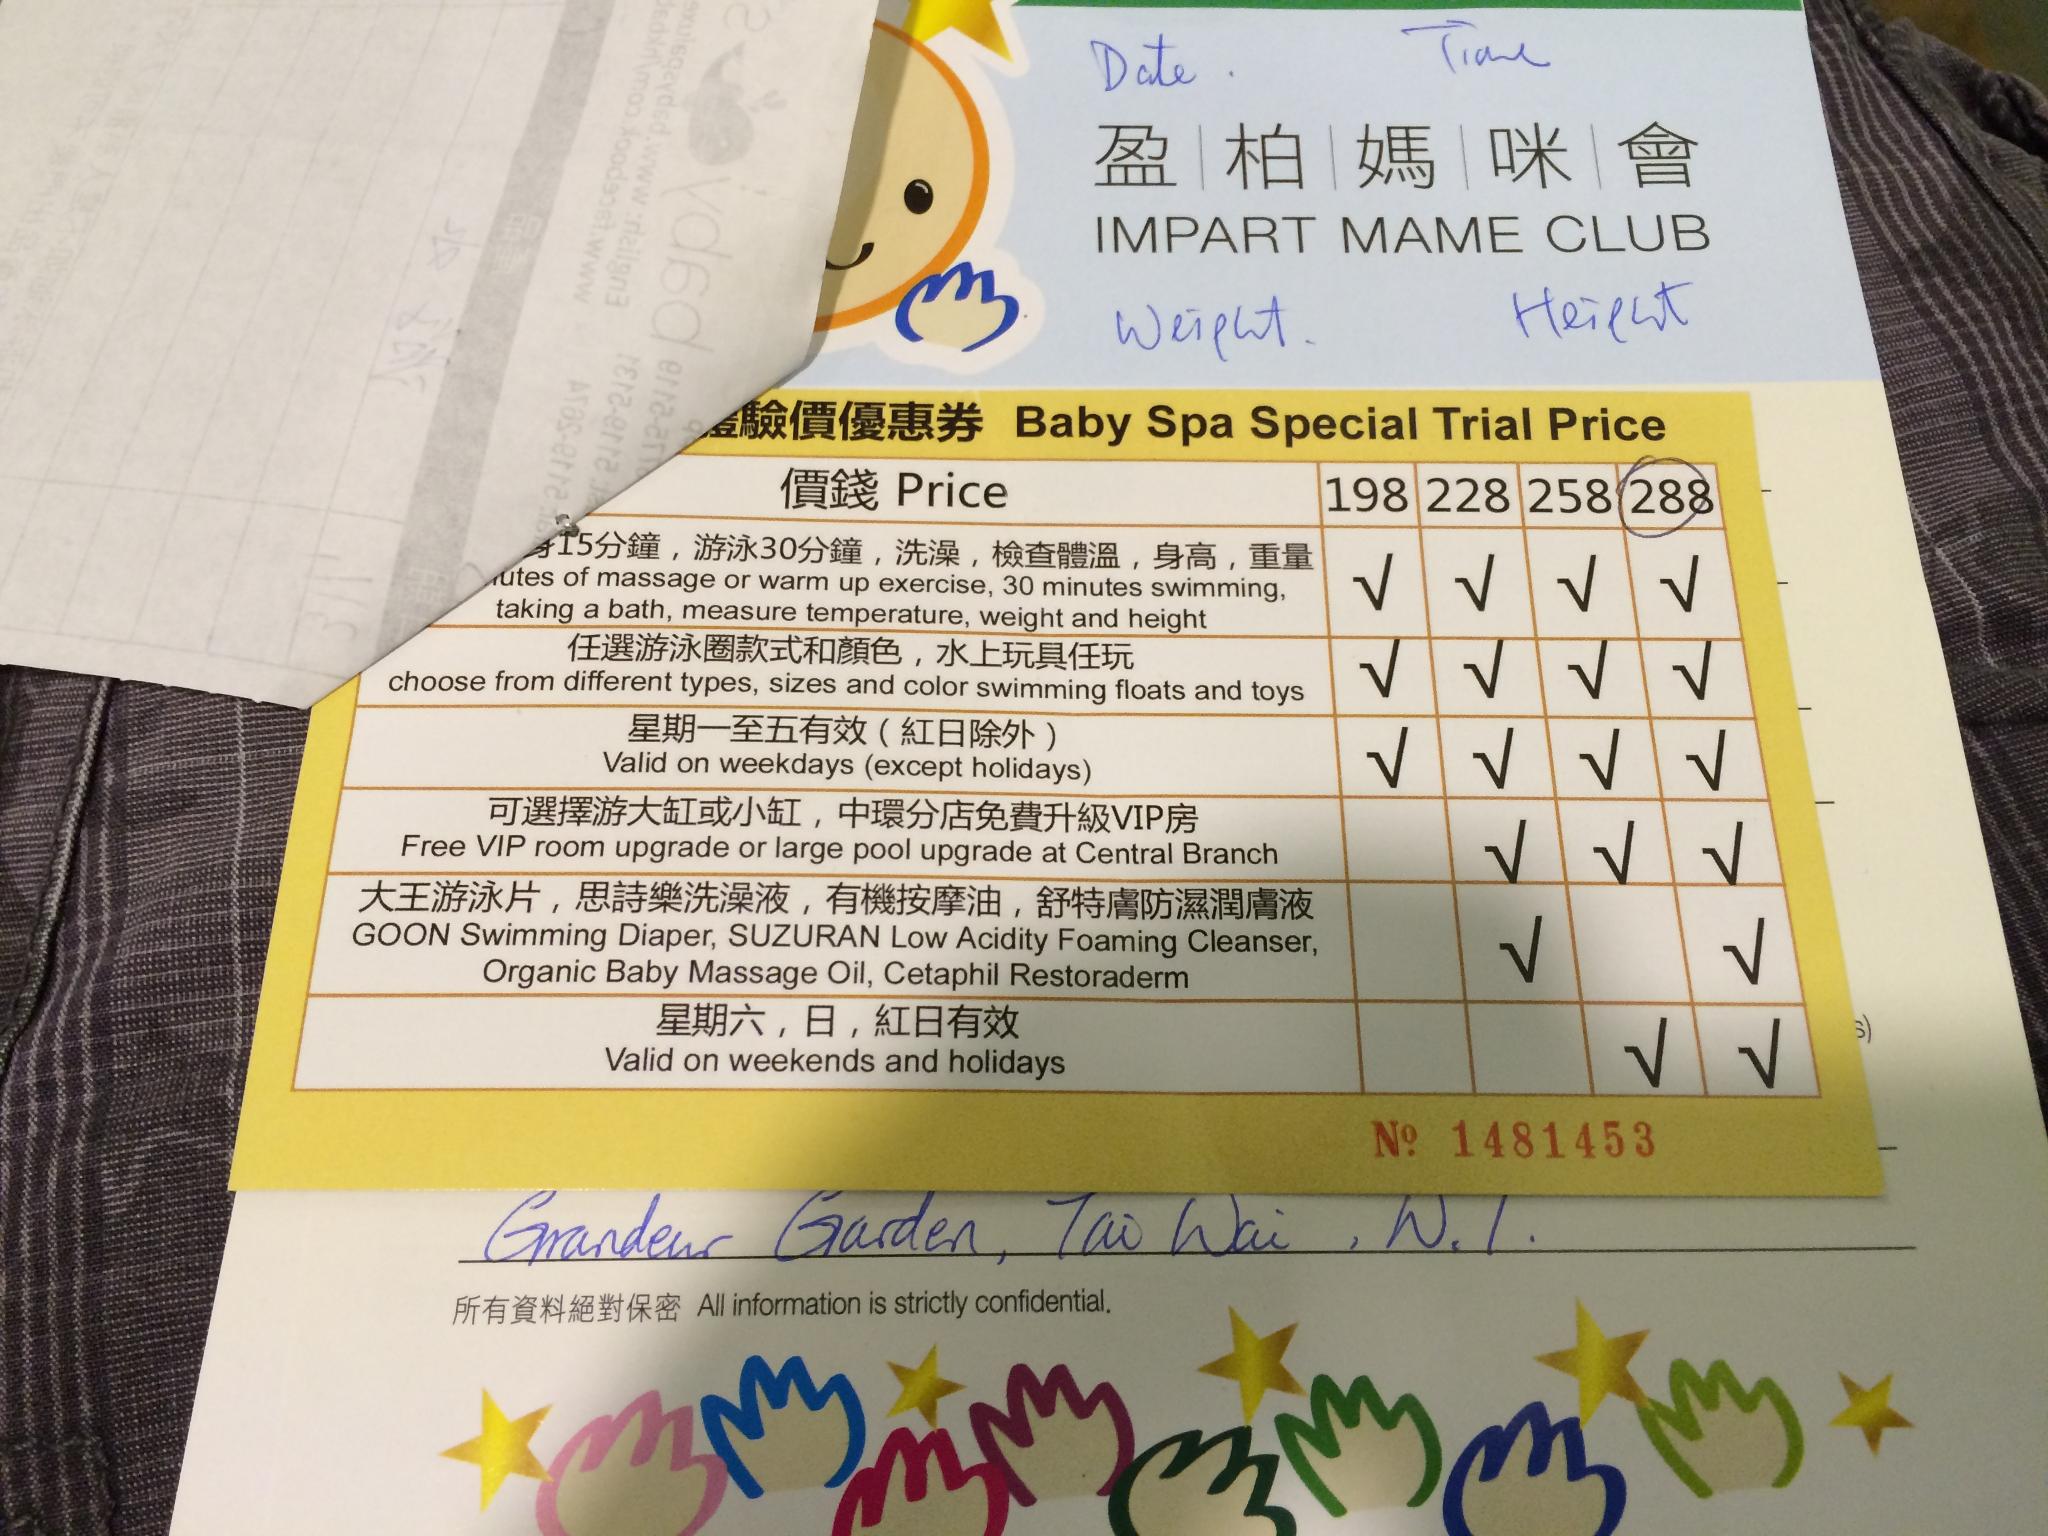 Date. Time
盈|柏|媽|咪|會
IMPART MAME CLUB
Weight. Height
體驗價優惠券 Baby Spa Special Trial Price
價錢 Price 198 228 258 288
身15分鐘，游泳30分鐘，洗澡，檢查體溫，身高，重量 √ √ √ √
utes of massage or warm up exercise, 30 minutes swimming,
taking a bath, measure temperature, weight and height
任選游泳圈款式和顏色，水上玩具任玩 √ √ √ √
choose from different types, sizes and color swimming floats and toys
星期一至五有效（紅日除外） √ √ √ √
Valid on weekdays (except holidays)
可選擇游大缸或小缸，中環分店免費升級VIP房 √ √ √
Free VIP room upgrade or large pool upgrade at Central Branch
大王游泳片，思詩樂洗澡液，有機按摩油，舒特膚防濕潤膚液 √ √
GOON Swimming Diaper, SUZURAN Low Acidity Foaming Cleanser,
Organic Baby Massage Oil, Cetaphil Restoraderm
星期六，日，紅日有效 √ √
Valid on weekends and holidays
s)
Nº 1481453
Grandeur Garden, Tai Wai, N.T.
所有資料絕對保密 All information is strictly confidential.